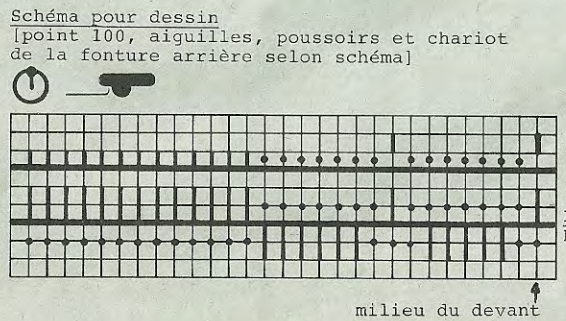 Schéma pour dessin
[point 100, aiguilles, poussoirs et chariot
de la fonture arrière selon schéma]
milieu du devant